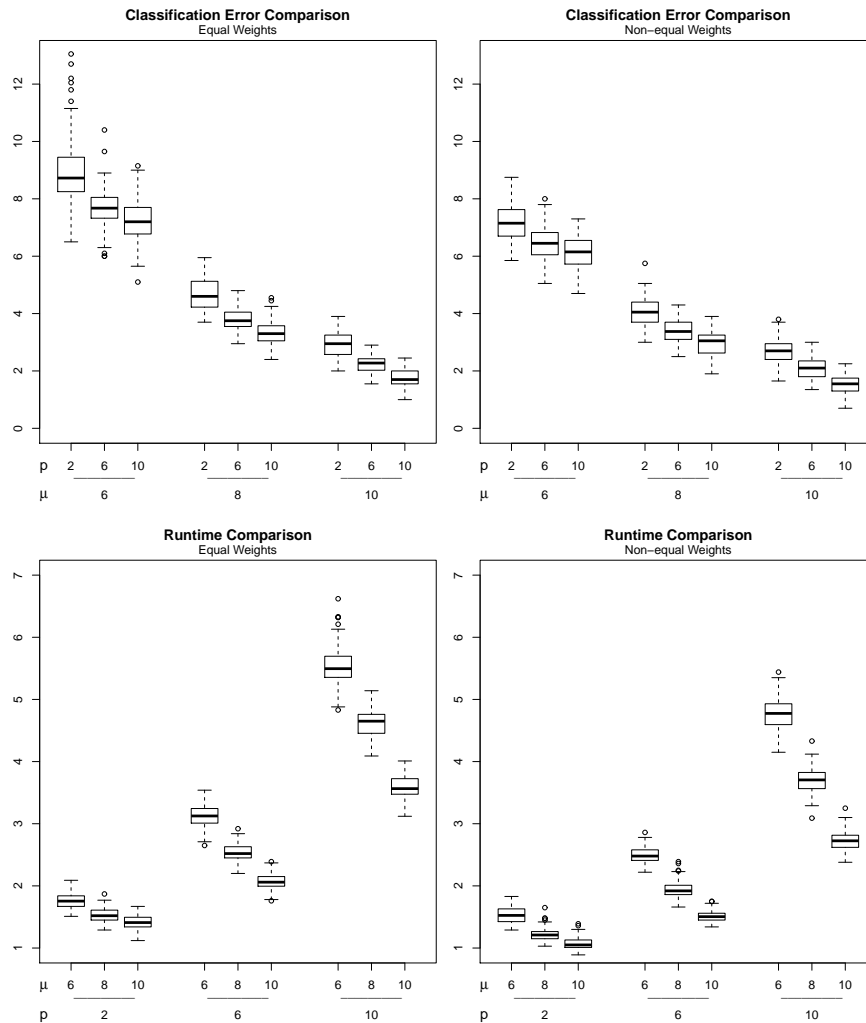 Classification Error Comparison
Equal Weights
12
10
8
6
4
2
0
p 2 6 10 2 6 10 2 6 10
μ 6 8 10
Classification Error Comparison
Non−equal Weights
12
10
8
6
4
2
0
p 2 6 10 2 6 10 2 6 10
μ 6 8 10
Runtime Comparison
Equal Weights
7
6
5
4
3
2
1
μ 6 8 10 6 8 10 6 8 10
p 2 6 10
Runtime Comparison
Non−equal Weights
7
6
5
4
3
2
1
μ 6 8 10 6 8 10 6 8 10
p 2 6 10